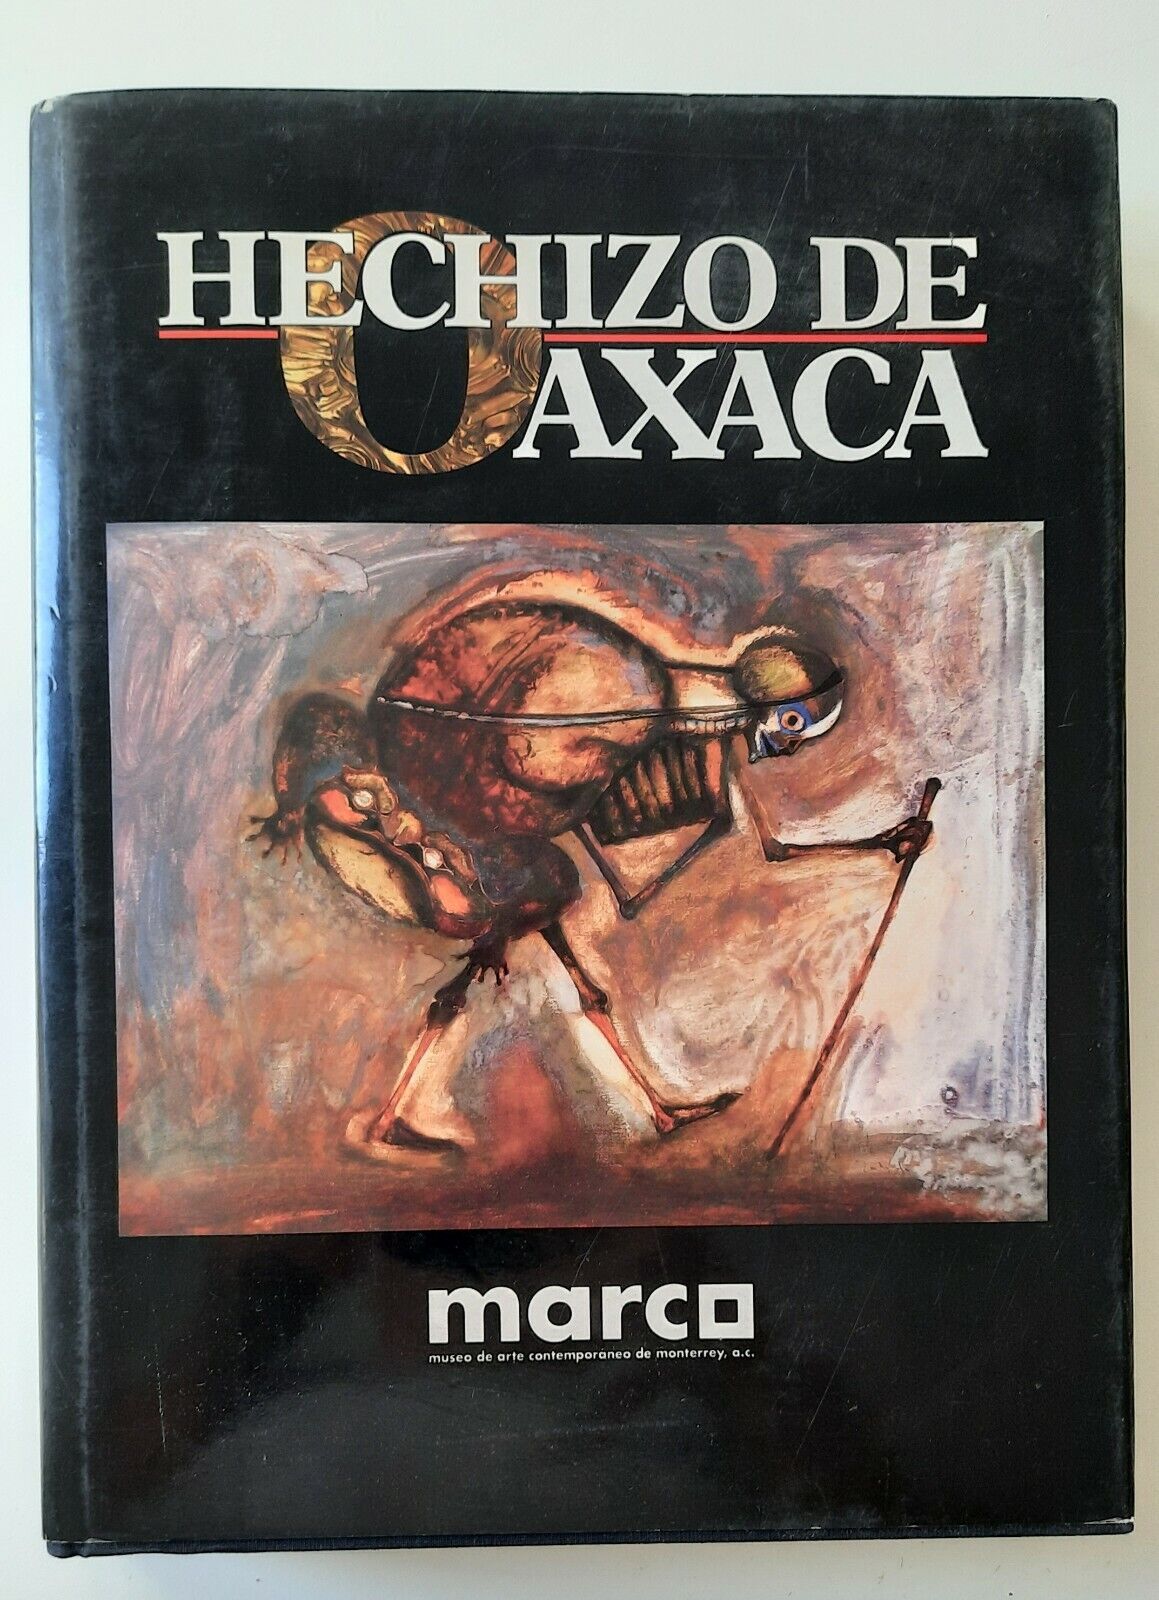 HECHIZO DE
OAXACA
marco
museo de arte contemporáneo de monterrey, a.c.